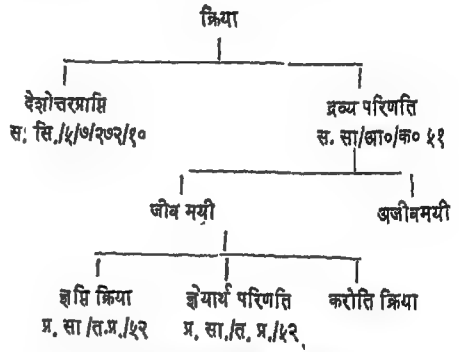 क्रिया
देशोत्तरप्राप्ति
स. सि./५/७/२७२/१०
द्रव्य परिणति
स. सा/आ०/क० ५१
जीव मयी
अजीवमयी
ज्ञप्ति क्रिया
प्र. सा/त.प्र./५२
ज्ञेयार्थ परिणति
प्र. सा./त. प्र./५२
करोति क्रिया